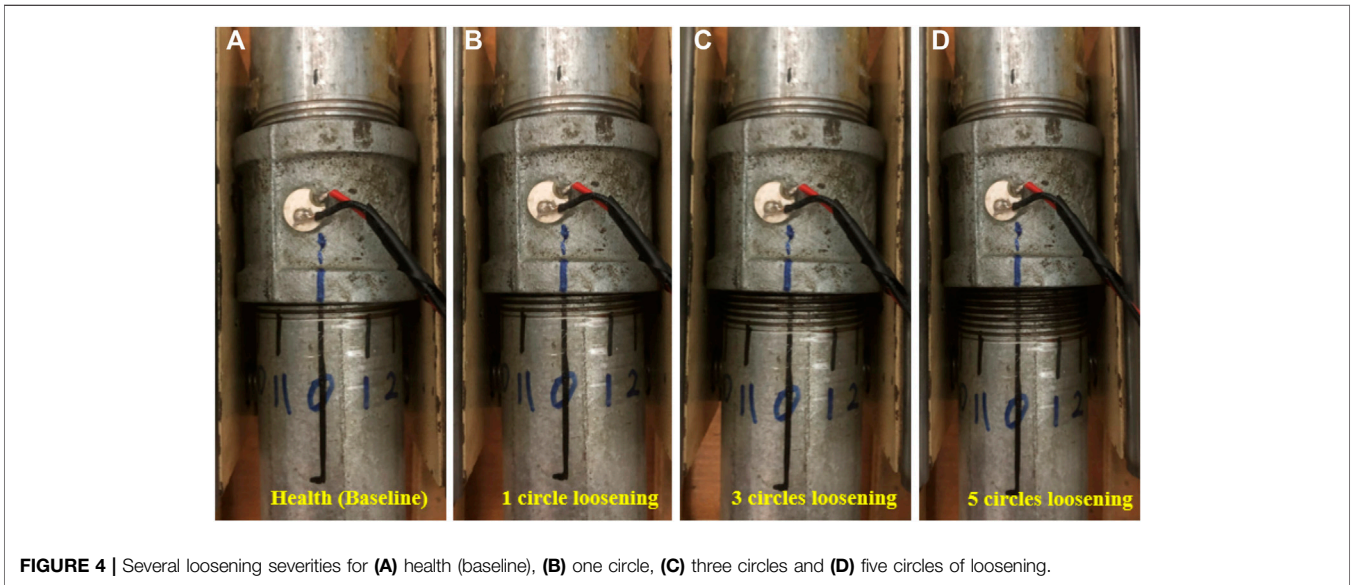 A B C D
11 0 1 2
11 0 1 2
11 0 1 2
11 0 1 2
Health (Baseline) 1 circle loosening 3 circles loosening 5 circles loosening
FIGURE 4 | Several loosening severities for (A) health (baseline), (B) one circle, (C) three circles and (D) five circles of loosening.